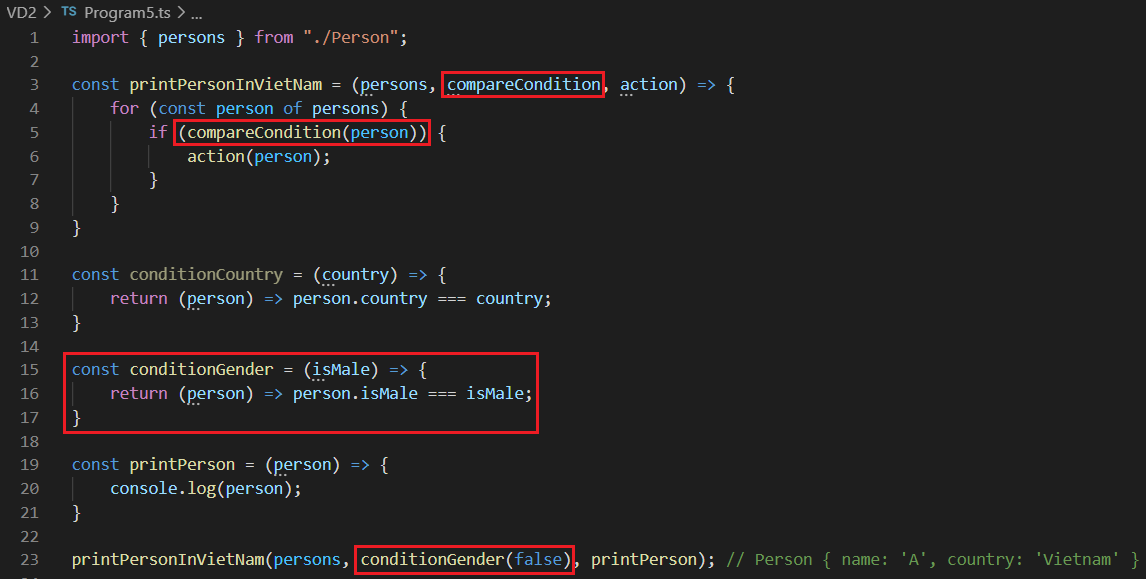 VD2 > TS Program5.ts > ...
1 import { persons } from "./Person";
2
3 const printPersonInVietNam = (persons, compareCondition, action) => {
4 for (const person of persons) {
5 if (compareCondition(person)) {
6 action(person);
7 }
8 }
9 }
10
11 const conditionCountry = (country) => {
12 return (person) => person.country === country;
13 }
14
15 const conditionGender = (isMale) => {
16 return (person) => person.isMale === isMale;
17 }
18
19 const printPerson = (person) => {
20 console.log(person);
21 }
22
23 printPersonInVietNam(persons, conditionGender(false), printPerson); // Person { name: 'A', country: 'Vietnam' }